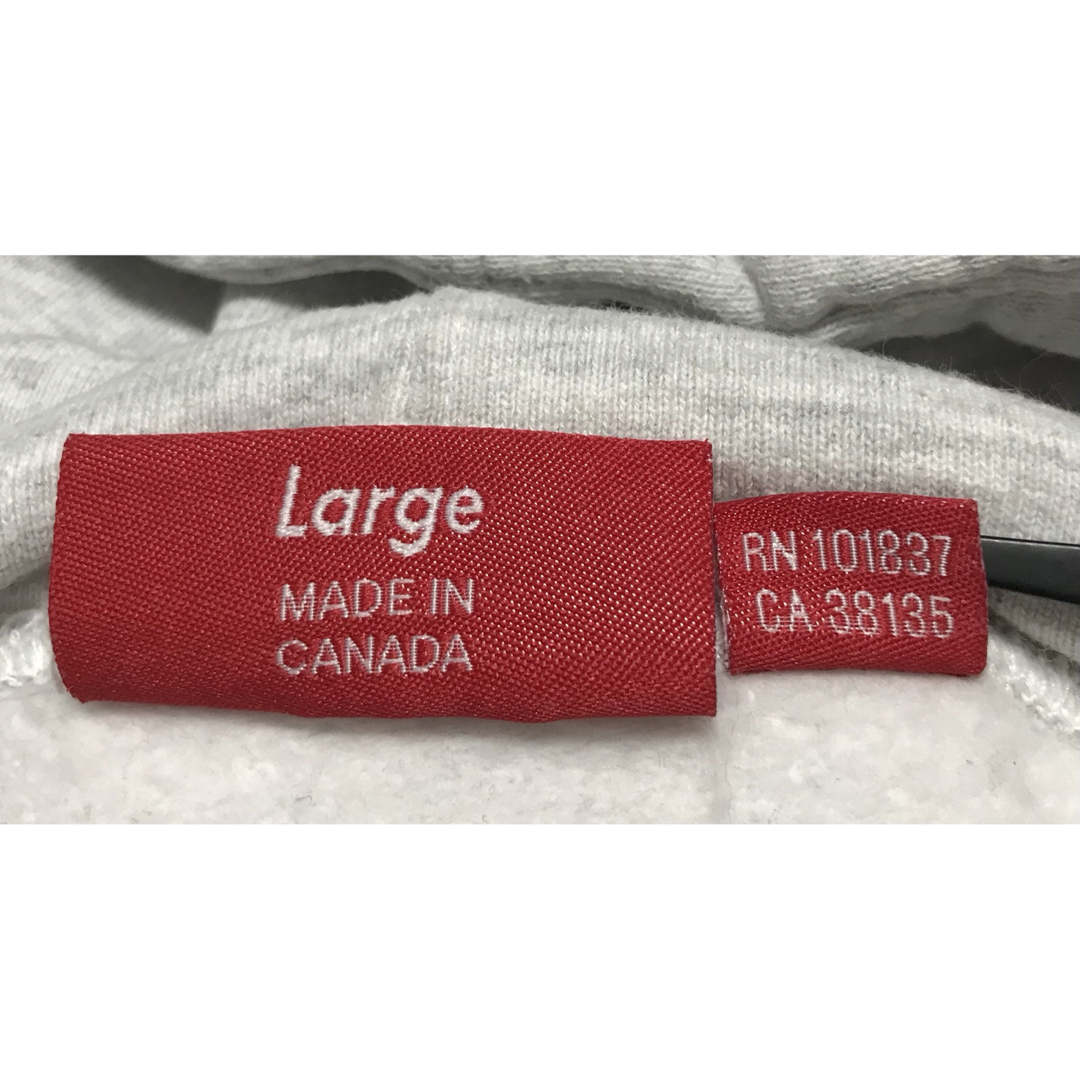 Large
MADE IN
CANADA
RN 101837
CA 38135